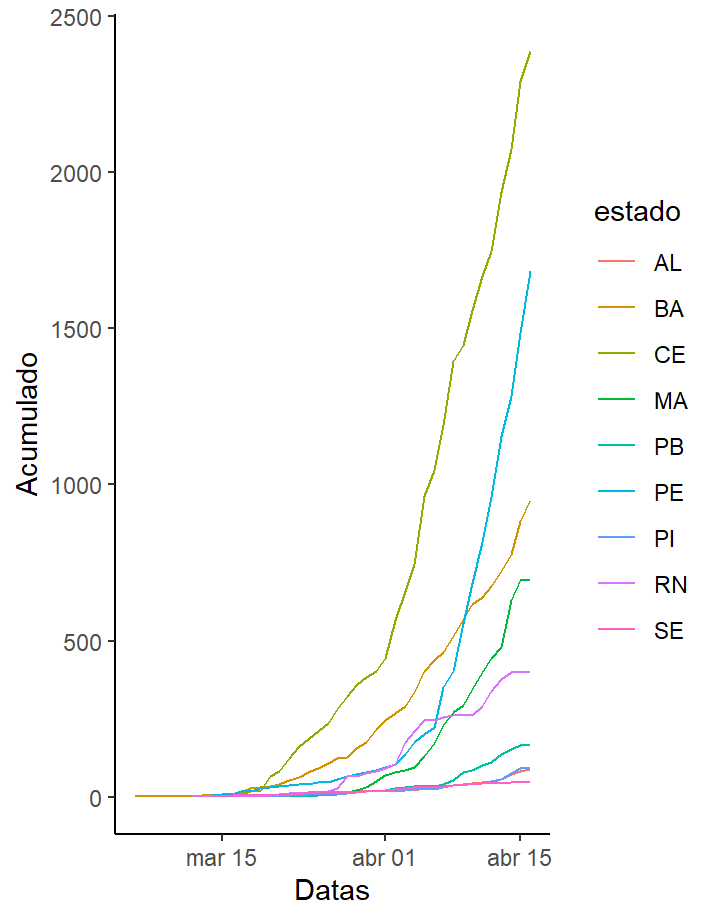 2500
2000
1500
1000
500
0
Acumulado
mar 15
abr 01
abr 15
Datas
estado
AL
BA
CE
MA
PB
PE
PI
RN
SE